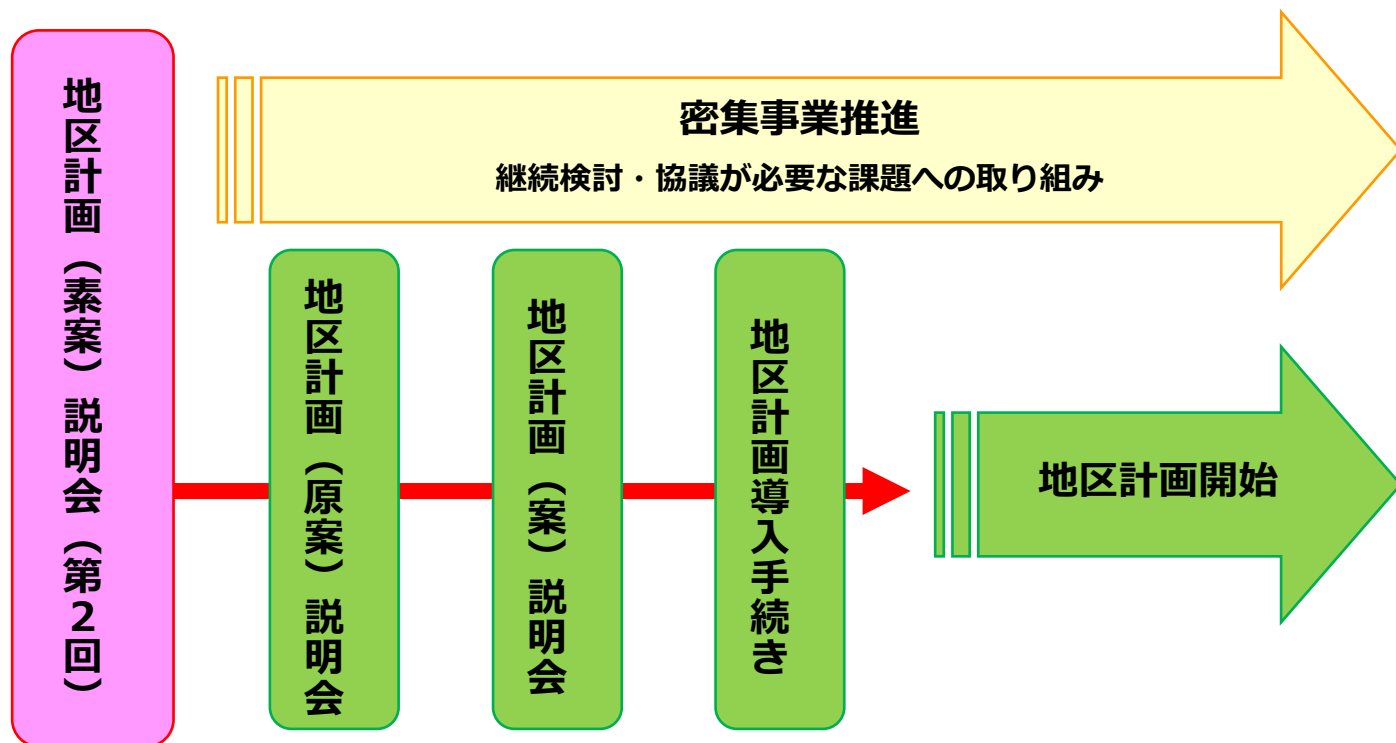 地区計画（素案）説明会（第２回）
密集事業推進
継続検討・協議が必要な課題への取り組み
地区計画（原案）説明会
地区計画（案）説明会
地区計画導入手続き
地区計画開始